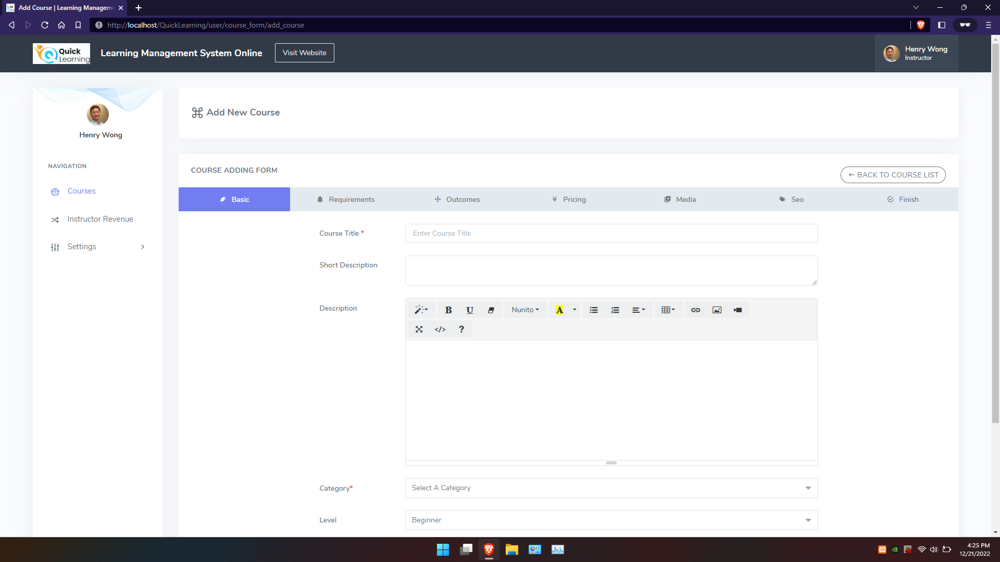 Add Course | Learning Managem
http://localhost/QuickLearning/user/course_form/add_course
Quick
Learning
Learning Management System Online
Visit Website
Henry Wong
Instructor
Henry Wong
NAVIGATION
Courses
Instructor Revenue
Settings
Add New Course
COURSE ADDING FORM
← BACK TO COURSE LIST
Basic
Requirements
Outcomes
¥ Pricing
Media
Seo
Finish
Course Title *
Enter Course Title
Short Description
Description
B U Nunito A
</> ?
Category*
Select A Category
Level
Beginner
4:25 PM
12/21/2022